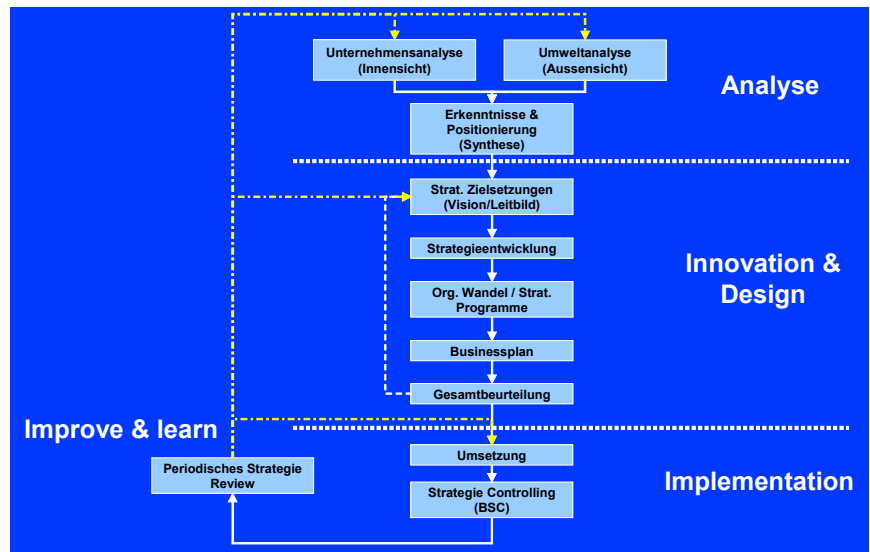 Unternehmensanalyse
(Innensicht)
Umweltanalyse
(Aussensicht)
Analyse
Erkenntnisse &
Positionierung
(Synthese)
Strat. Zielsetzungen
(Vision/Leitbild)
Strategieentwicklung
Innovation &
Design
Org. Wandel / Strat.
Programme
Businessplan
Gesamtbeurteilung
Improve & learn
Umsetzung
Periodisches Strategie
Review
Implementation
Strategie Controlling
(BSC)